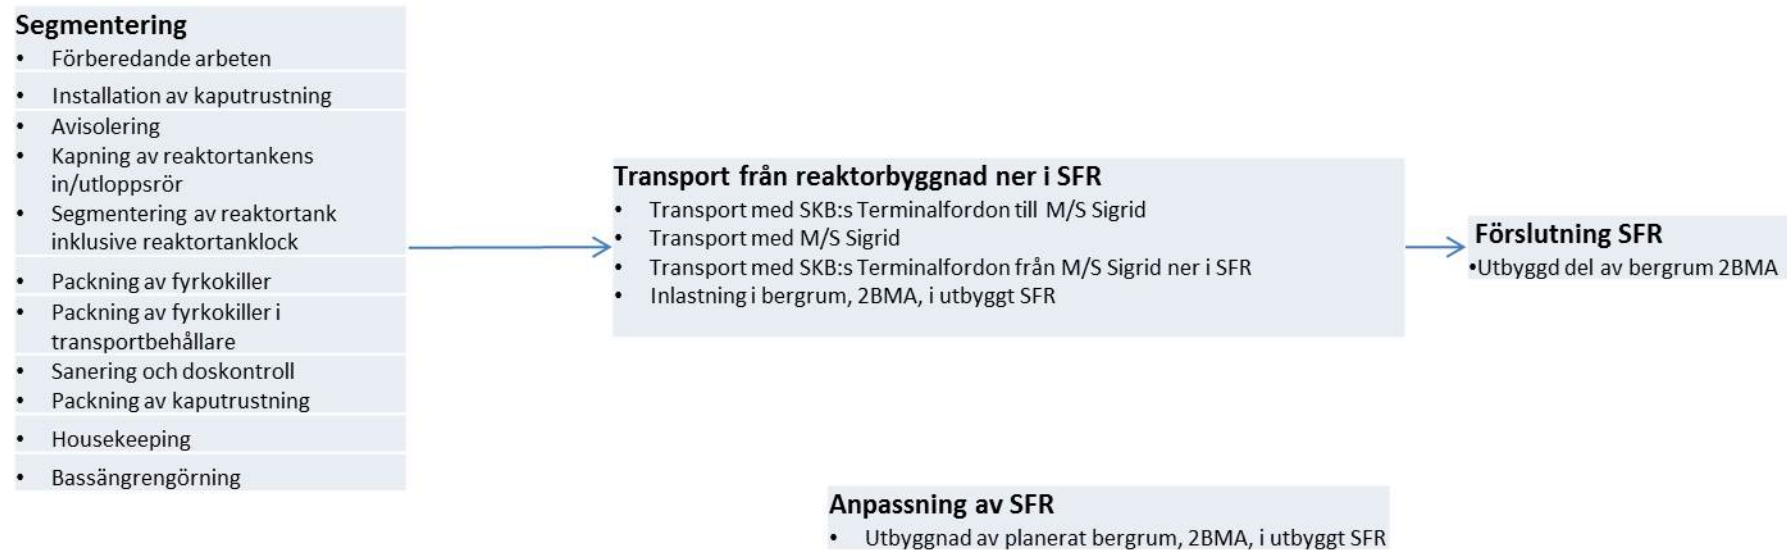 Segmentering
• Förberedande arbeten
• Installation av kaputrustning
• Avisolering
• Kapning av reaktortankens
in/utloppsrör
• Segmentering av reaktortank
inklusive reaktortanklock
• Packning av fyrkokiller
• Packning av fyrkokiller i
transportbehållare
• Sanering och doskontroll
• Packning av kaputrustning
• Housekeeping
• Bassängrengörning
Transport från reaktorbyggnad ner i SFR
• Transport med SKB:s Terminalfordon till M/S Sigrid
• Transport med M/S Sigrid
• Transport med SKB:s Terminalfordon från M/S Sigrid ner i SFR
• Inlastning i bergrum, 2BMA, i utbyggt SFR
Förslutning SFR
•Utbyggd del av bergrum 2BMA
Anpassning av SFR
• Utbyggnad av planerat bergrum, 2BMA, i utbyggt SFR